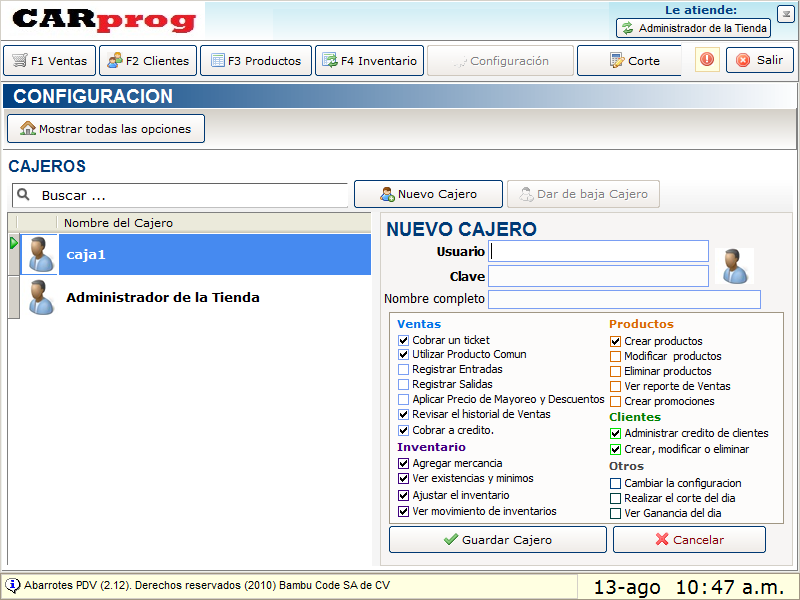 CARprog
Le atiende:
Administrador de la Tienda
F1 Ventas
F2 Clientes
F3 Productos
F4 Inventario
Configuración
Corte
Salir
CONFIGURACION
Mostrar todas las opciones
CAJEROS
Buscar ...
Nuevo Cajero
Dar de baja Cajero
Nombre del Cajero
caja1
Administrador de la Tienda
NUEVO CAJERO
Usuario
Clave
Nombre completo
Ventas
Cobrar un ticket
Utilizar Producto Comun
Registrar Entradas
Registrar Salidas
Aplicar Precio de Mayoreo y Descuentos
Revisar el historial de Ventas
Cobrar a credito.
Inventario
Agregar mercancia
Ver existencias y minimos
Ajustar el inventario
Ver movimiento de inventarios
Productos
Crear productos
Modificar productos
Eliminar productos
Ver reporte de Ventas
Crear promociones
Clientes
Administrar credito de clientes
Crear, modificar o eliminar
Otros
Cambiar la configuracion
Realizar el corte del dia
Ver Ganancia del dia
Guardar Cajero
Cancelar
Abarrotes PDV (2.12). Derechos reservados (2010) Bambu Code SA de CV
13-ago 10:47 a.m.